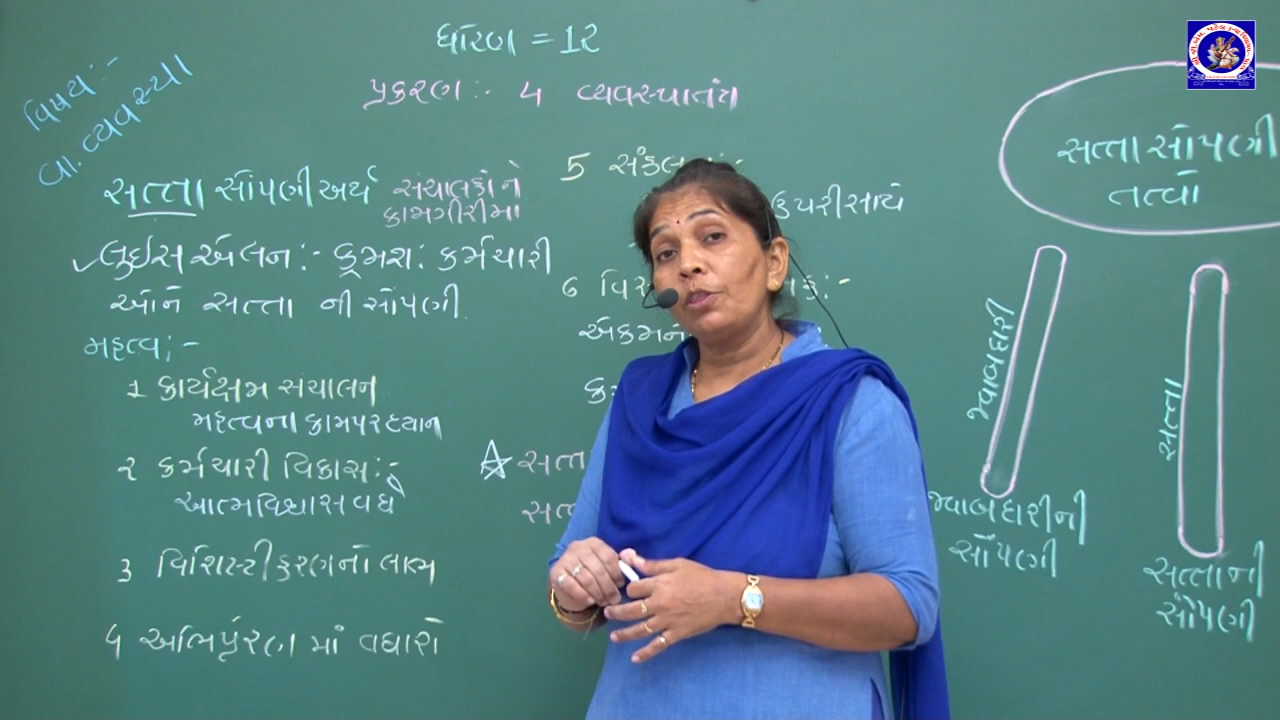 ધોરણ = 12
પ્રકરણ :- 4 વ્યવસ્થાતંત્ર
વિષય :-
વા. વ્યવસ્થા
સત્તા સોંપણી અર્થ
સંચાલકોને
કામગીરીમાં
લુઇસ એલન :- ક્રમશ: કર્મચારી
ઓને સત્તા ની સોંપણી.
મહત્વ :-
1 કાર્યક્ષમ સંચાલન
મહત્વના કામપર ધ્યાન
2 કર્મચારી વિકાસ :-
આત્મવિશ્વાસ વધે
3 વિશિષ્ટીકરણનો લાભ
4 અભિપ્રેરણ માં વધારો
5 સંકલ
ઉપરી સાથે
6
એકમન
સત્તા સોંપણી
તત્વો
જવાબદારી
જવાબદારીની
સોંપણી
સત્તા
સત્તાની
સોંપણી